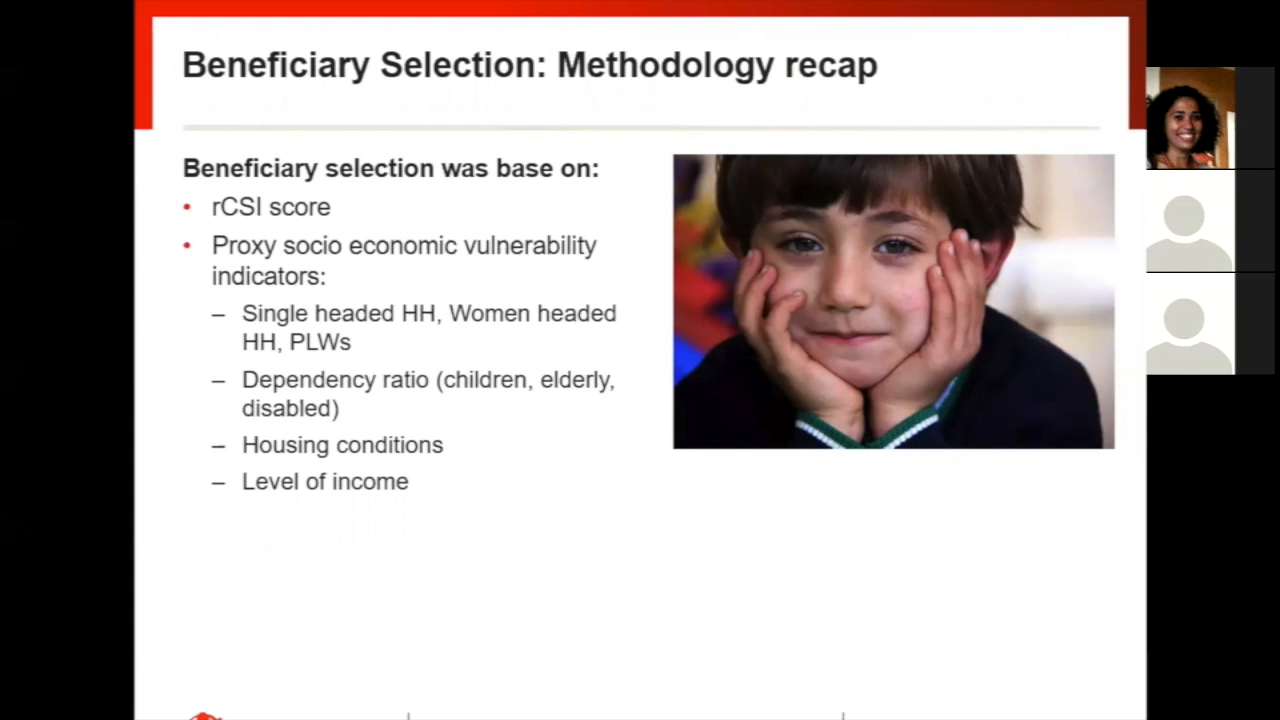 Beneficiary Selection: Methodology recap
Beneficiary selection was base on:
• rCSI score
• Proxy socio economic vulnerability
indicators:
– Single headed HH, Women headed
HH, PLWs
– Dependency ratio (children, elderly,
disabled)
– Housing conditions
– Level of income